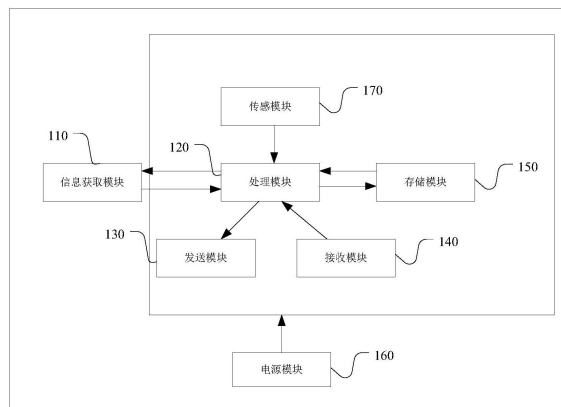 170
传感模块
110
120
150
信息获取模块
处理模块
存储模块
130
140
发送模块
接收模块
160
电源模块